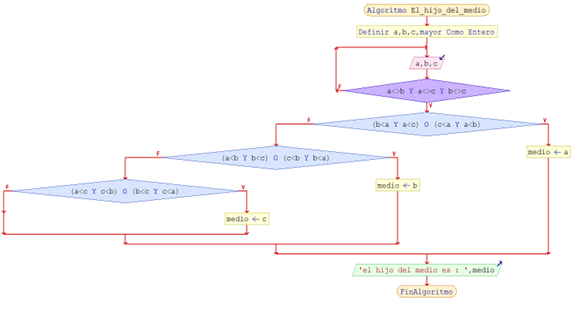 Algoritmo El_hijo_del_medio
Definir a,b,c,mayor Como Entero
a,b,c
a<>b Y a<>c Y b<>c
F
V
(b<a Y a<c) O (c<a Y a<b)
F
V
medio ← a
(a<b Y b<c) O (c<b Y b<a)
F
V
medio ← b
(a<c Y c<b) O (b<c Y c<a)
F
V
medio ← c
'el hijo del medio es : ',medio
FinAlgoritmo